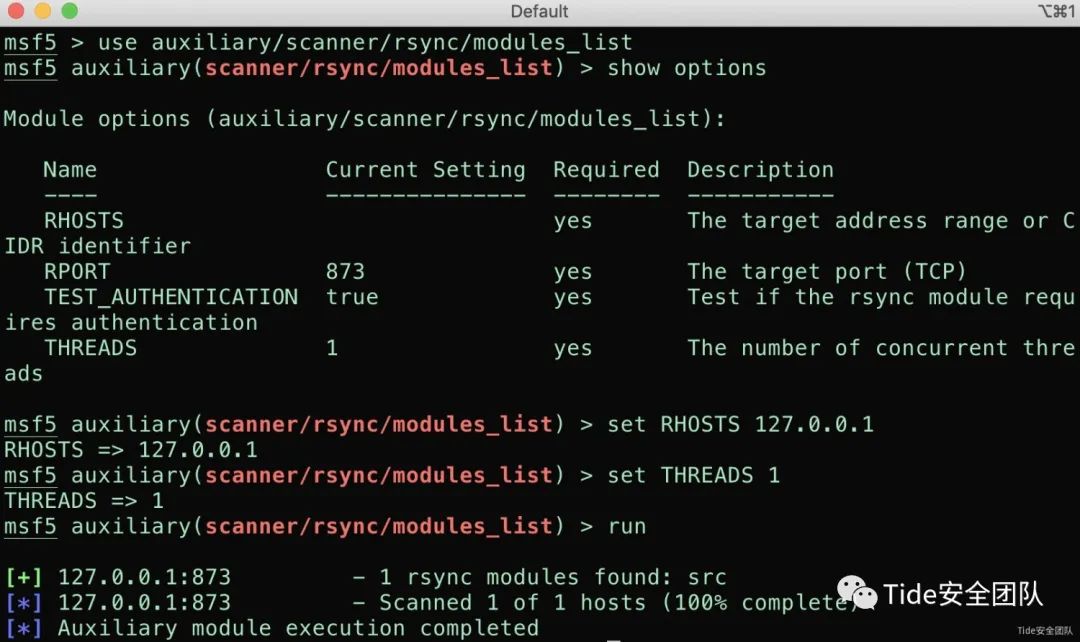 Default
⌥⌘1
msf5 > use auxiliary/scanner/rsync/modules_list
msf5 auxiliary(scanner/rsync/modules_list) > show options
Module options (auxiliary/scanner/rsync/modules_list):
Name Current Setting Required Description
---- --------------- -------- -----------
RHOSTS yes The target address range or C
IDR identifier
RPORT 873 yes The target port (TCP)
TEST_AUTHENTICATION true yes Test if the rsync module requ
ires authentication
THREADS 1 yes The number of concurrent thre
ads
msf5 auxiliary(scanner/rsync/modules_list) > set RHOSTS 127.0.0.1
RHOSTS => 127.0.0.1
msf5 auxiliary(scanner/rsync/modules_list) > set THREADS 1
THREADS => 1
msf5 auxiliary(scanner/rsync/modules_list) > run
[+] 127.0.0.1:873 - 1 rsync modules found: src
[*] 127.0.0.1:873 - Scanned 1 of 1 hosts (100% complete)
[*] Auxiliary module execution completed
Tide安全团队
Tide安全团队